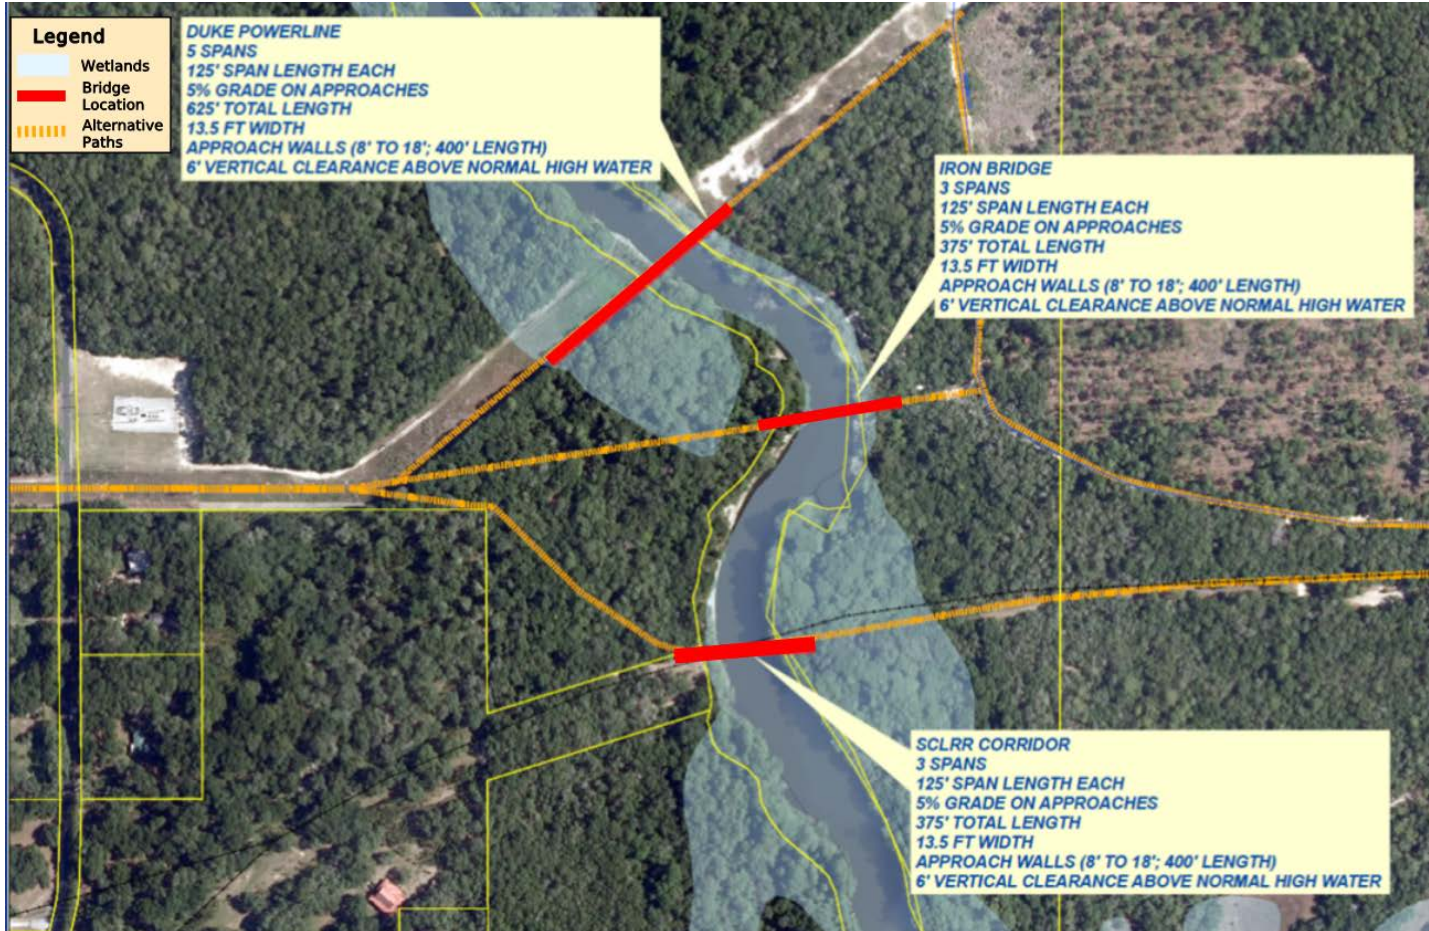 Legend
Wetlands
Bridge
Location
Alternative
Paths
DUKE POWERLINE
5 SPANS
125' SPAN LENGTH EACH
5% GRADE ON APPROACHES
625' TOTAL LENGTH
13.5 FT WIDTH
APPROACH WALLS (8' TO 18'; 400' LENGTH)
6' VERTICAL CLEARANCE ABOVE NORMAL HIGH WATER
IRON BRIDGE
3 SPANS
125' SPAN LENGTH EACH
5% GRADE ON APPROACHES
375' TOTAL LENGTH
13.5 FT WIDTH
APPROACH WALLS (8' TO 18'; 400' LENGTH)
6' VERTICAL CLEARANCE ABOVE NORMAL HIGH WATER
SCLRR CORRIDOR
3 SPANS
125' SPAN LENGTH EACH
5% GRADE ON APPROACHES
375' TOTAL LENGTH
13.5 FT WIDTH
APPROACH WALLS (8' TO 18'; 400' LENGTH)
6' VERTICAL CLEARANCE ABOVE NORMAL HIGH WATER